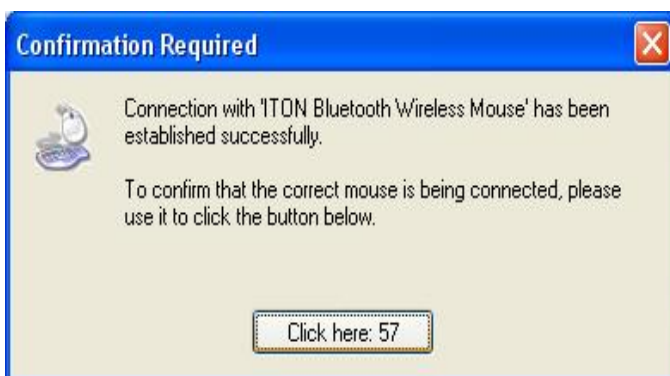 Confirmation Required
Connection with 'ITON Bluetooth Wireless Mouse' has been
established successfully.
To confirm that the correct mouse is being connected, please
use it to click the button below.
Click here: 57